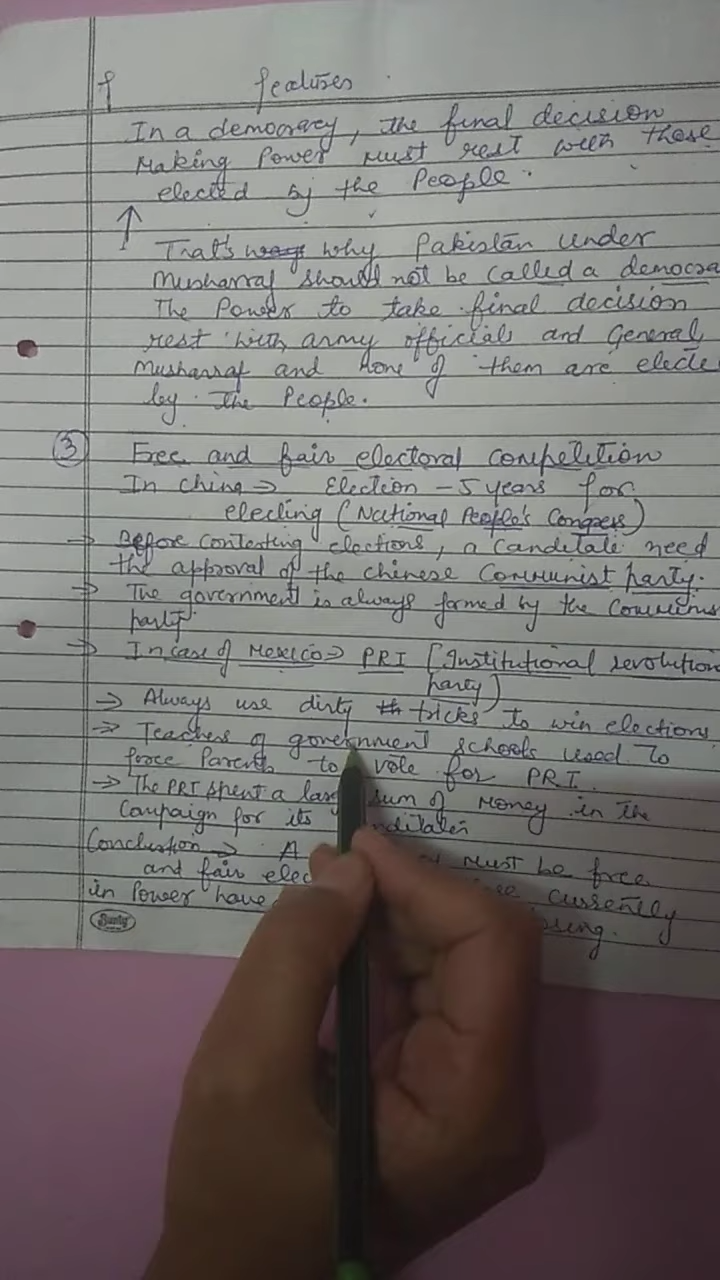 features
In a democracy, the final decision
Making Power Must rest with those
elected by the People.
That's why Pakistan under
Musharraf should not be called a democra
The Power to take final decision
rest with army officials and General
Musharraf and None of them are electe
by The People.
③ Free and fair electoral competition
In China ⇒ Election - 5 years for
electing (National People's Congress)
→ Before Contesting elections, a Canditate need
the approval of the Chinese Communist party.
→ The government is always formed by the Commun
party
→ In case of Mexico ⇒ PRI [Institutional revolution
party)
→ Always use dirty tricks to win elections
→ Teachers of government schools used To
force Parents to vote for PRI.
→ The PRI spent a sum of Money in the
Campaign for its
Conclusion → A Must be free
and fair elec currently
in Power have losing.
Sundy